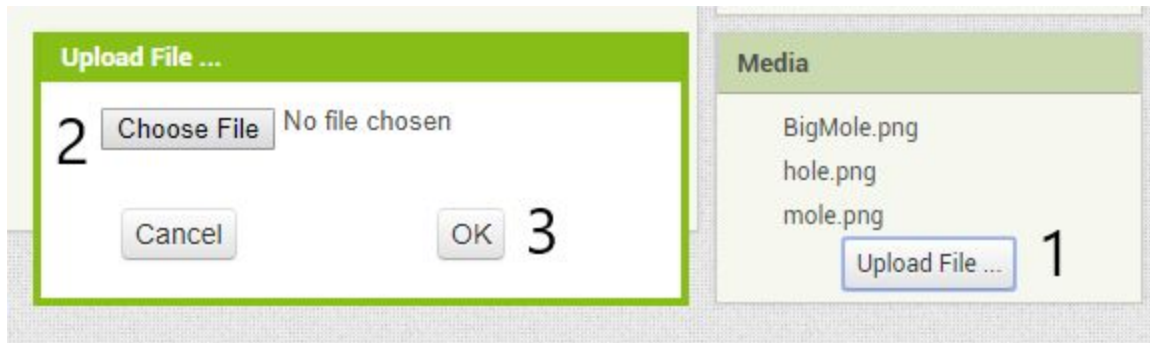 Upload File ...
2 Choose File No file chosen
Cancel OK 3
Media
BigMole.png
hole.png
mole.png
Upload File ... 1